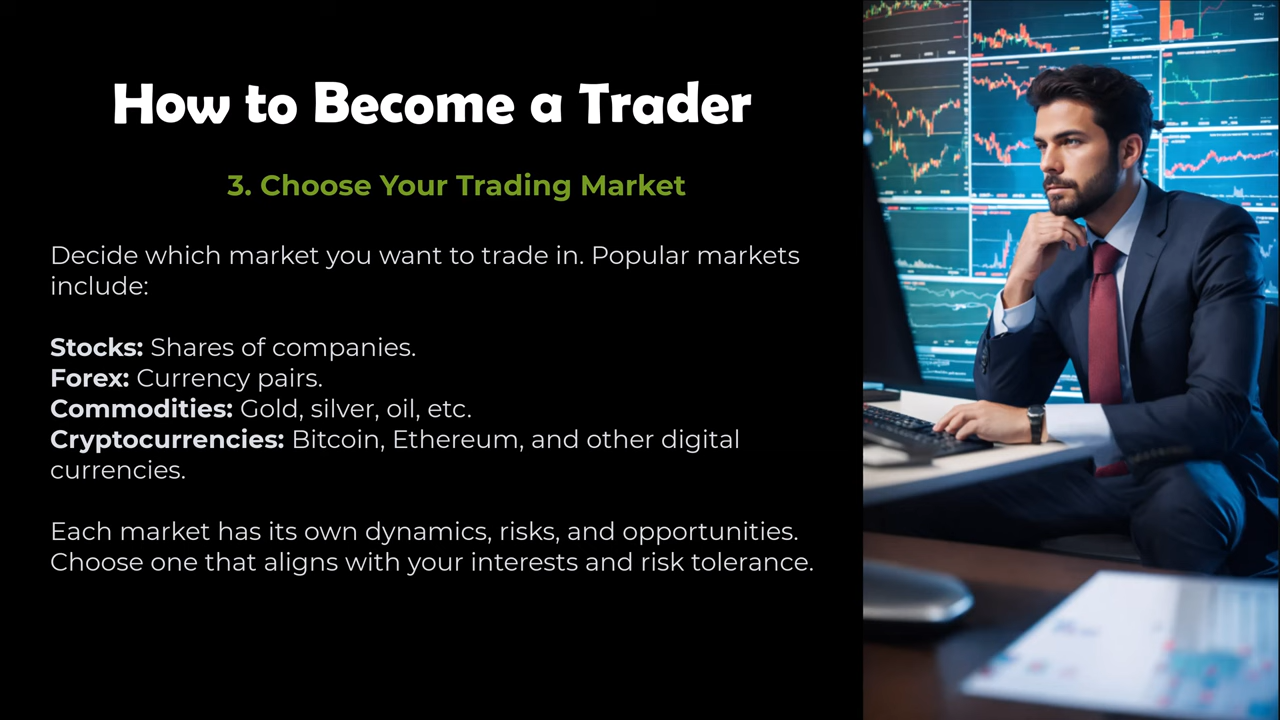 How to Become a Trader
3. Choose Your Trading Market
Decide which market you want to trade in. Popular markets
include:
Stocks: Shares of companies.
Forex: Currency pairs.
Commodities: Gold, silver, oil, etc.
Cryptocurrencies: Bitcoin, Ethereum, and other digital
currencies.
Each market has its own dynamics, risks, and opportunities.
Choose one that aligns with your interests and risk tolerance.